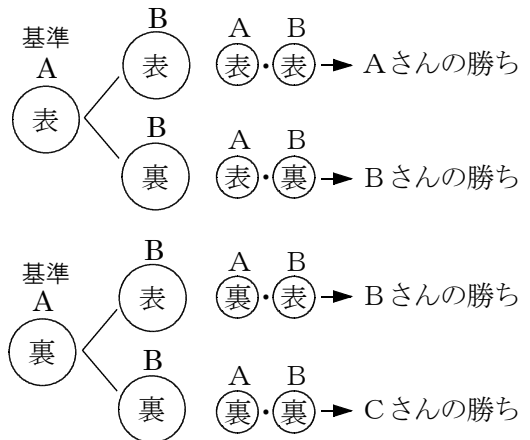 基準
A
表
B
表
B
裏
A B
表・表 → Aさんの勝ち
A B
表・裏 → Bさんの勝ち
基準
A
裏
B
表
B
裏
A B
裏・表 → Bさんの勝ち
A B
裏・裏 → Cさんの勝ち